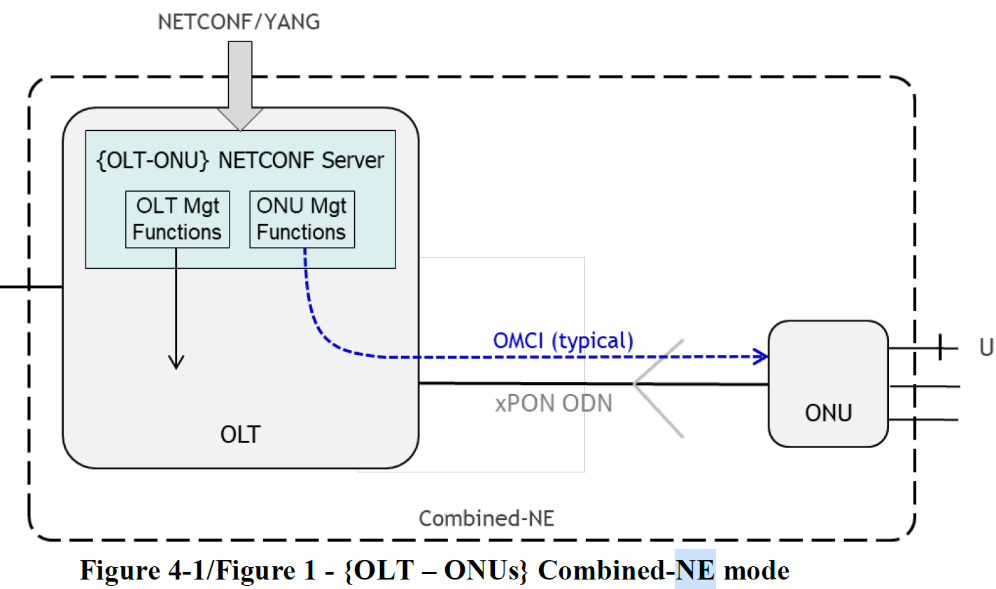 NETCONF/YANG
{OLT-ONU} NETCONF Server
OLT Mgt
Functions
ONU Mgt
Functions
OMCI (typical)
U
xPON ODN
ONU
OLT
Combined-NE
Figure 4-1/Figure 1 - {OLT – ONUs} Combined-NE mode